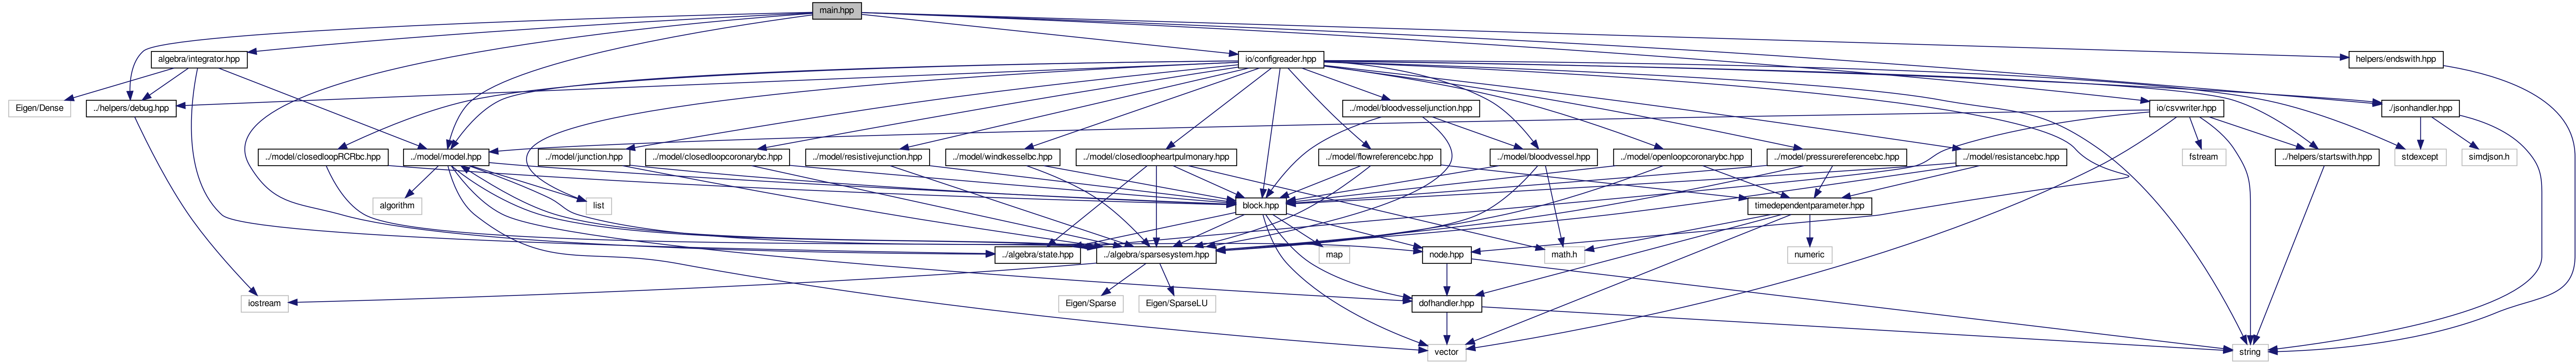 main.hpp
algebra/integrator.hpp
io/configreader.hpp
helpers/endswith.hpp
Eigen/Dense
../helpers/debug.hpp
../model/bloodvesseljunction.hpp
io/csvwriter.hpp
./jsonhandler.hpp
../model/closedloopRCRbc.hpp
../model/model.hpp
../model/junction.hpp
../model/closedloopcoronarybc.hpp
../model/resistivejunction.hpp
../model/windkesselbc.hpp
../model/closedloopheartpulmonary.hpp
../model/flowreferencebc.hpp
../model/bloodvessel.hpp
../model/openloopcoronarybc.hpp
../model/pressurereferencebc.hpp
../model/resistancebc.hpp
fstream
../helpers/startswith.hpp
stdexcept
simdjson.h
algorithm
list
block.hpp
timedependentparameter.hpp
../algebra/state.hpp
../algebra/sparsesystem.hpp
map
node.hpp
math.h
numeric
iostream
Eigen/Sparse
Eigen/SparseLU
dofhandler.hpp
vector
string